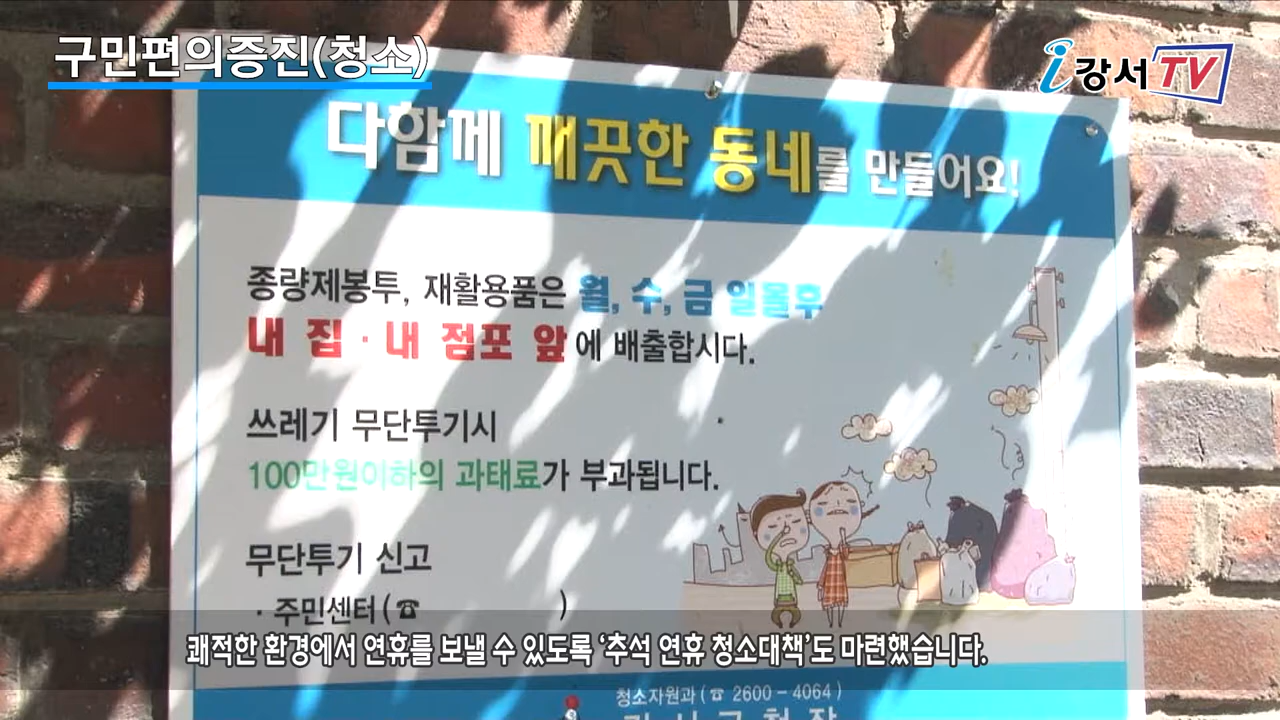 구민편의증진(청소)
i강서TV
다함께 깨끗한 동네를 만들어요!
종량제봉투, 재활용품은 월, 수, 금 일몰후
내 집·내 점포 앞에 배출합시다.
쓰레기 무단투기시
100만원이하의 과태료가 부과됩니다.
무단투기 신고
·주민센터(☎ )
쾌적한 환경에서 연휴를 보낼 수 있도록 ‘추석 연휴 청소대책’도 마련했습니다.
청소자원과(☎ 2600-4064)